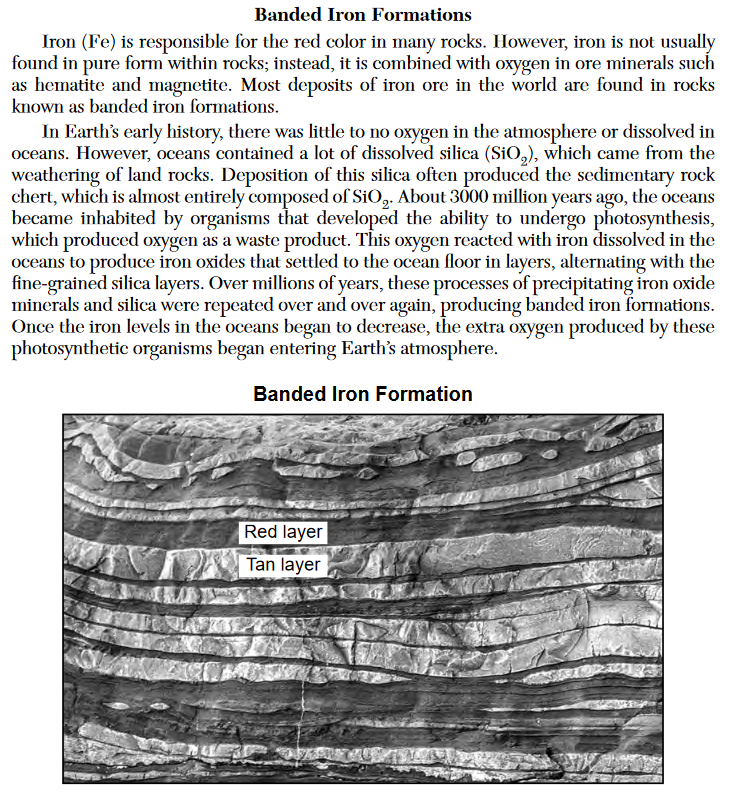 Banded Iron Formations
Iron (Fe) is responsible for the red color in many rocks. However, iron is not usually
found in pure form within rocks; instead, it is combined with oxygen in ore minerals such
as hematite and magnetite. Most deposits of iron ore in the world are found in rocks
known as banded iron formations.
In Earth's early history, there was little to no oxygen in the atmosphere or dissolved in
oceans. However, oceans contained a lot of dissolved silica (SiO₂), which came from the
weathering of land rocks. Deposition of this silica often produced the sedimentary rock
chert, which is almost entirely composed of SiO₂. About 3000 million years ago, the oceans
became inhabited by organisms that developed the ability to undergo photosynthesis,
which produced oxygen as a waste product. This oxygen reacted with iron dissolved in the
oceans to produce iron oxides that settled to the ocean floor in layers, alternating with the
fine-grained silica layers. Over millions of years, these processes of precipitating iron oxide
minerals and silica were repeated over and over again, producing banded iron formations.
Once the iron levels in the oceans began to decrease, the extra oxygen produced by these
photosynthetic organisms began entering Earth's atmosphere.
Banded Iron Formation
Red layer
Tan layer